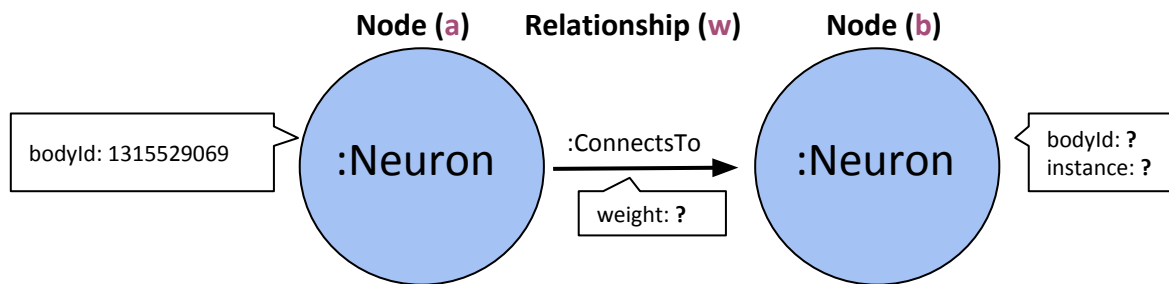 Node (a)
Relationship (w)
Node (b)
bodyId: 1315529069
:Neuron
:ConnectsTo
weight: ?
:Neuron
bodyId: ?
instance: ?